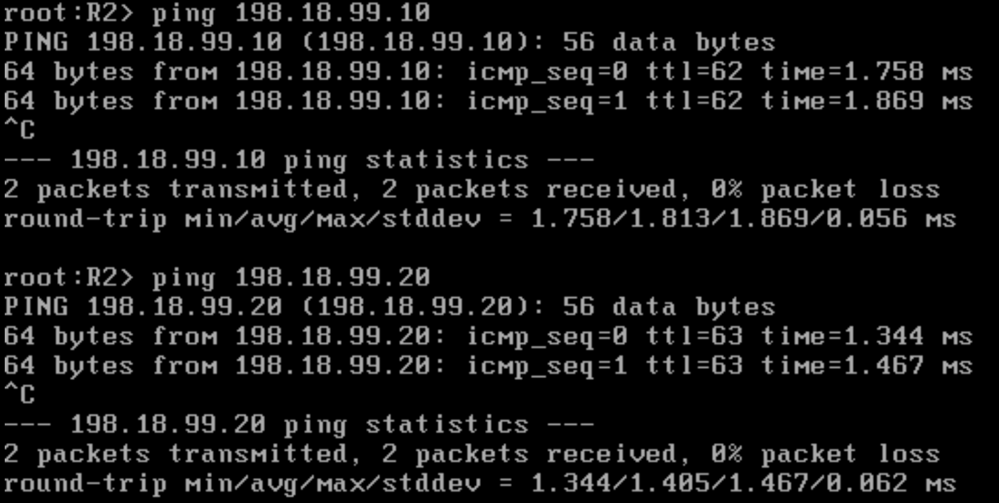 root:R2> ping 198.18.99.10
PING 198.18.99.10 (198.18.99.10): 56 data bytes
64 bytes from 198.18.99.10: icmp_seq=0 ttl=62 time=1.758 ms
64 bytes from 198.18.99.10: icmp_seq=1 ttl=62 time=1.869 ms
^C
--- 198.18.99.10 ping statistics ---
2 packets transmitted, 2 packets received, 0% packet loss
round-trip min/avg/max/stddev = 1.758/1.813/1.869/0.056 ms
root:R2> ping 198.18.99.20
PING 198.18.99.20 (198.18.99.20): 56 data bytes
64 bytes from 198.18.99.20: icmp_seq=0 ttl=63 time=1.344 ms
64 bytes from 198.18.99.20: icmp_seq=1 ttl=63 time=1.467 ms
^C
--- 198.18.99.20 ping statistics ---
2 packets transmitted, 2 packets received, 0% packet loss
round-trip min/avg/max/stddev = 1.344/1.405/1.467/0.062 ms